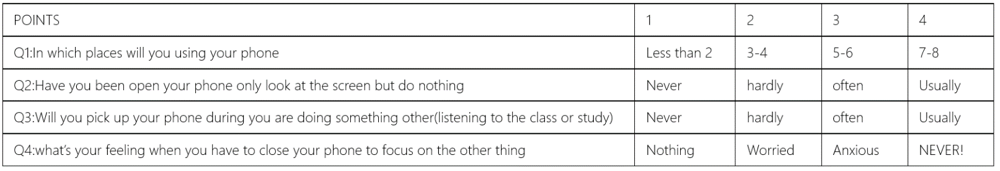 POINTS 1 2 3 4
Q1:In which places will you using your phone Less than 2 3-4 5-6 7-8
Q2:Have you been open your phone only look at the screen but do nothing Never hardly often Usually
Q3:Will you pick up your phone during you are doing something other(listening to the class or study) Never hardly often Usually
Q4:what's your feeling when you have to close your phone to focus on the other thing Nothing Worried Anxious NEVER!